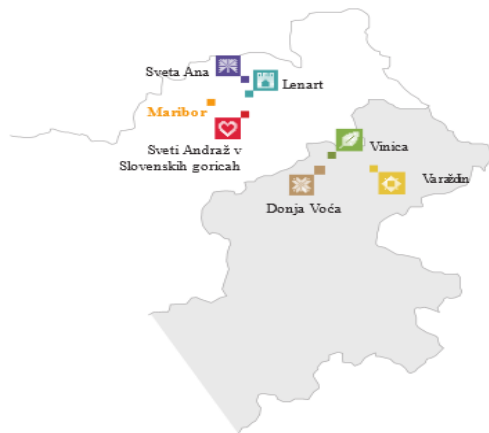 Sveta Ana
Lenart
Maribor
Sveti Andraž v
Slovenskih goricah
Vinica
Varaždin
Donja Voća